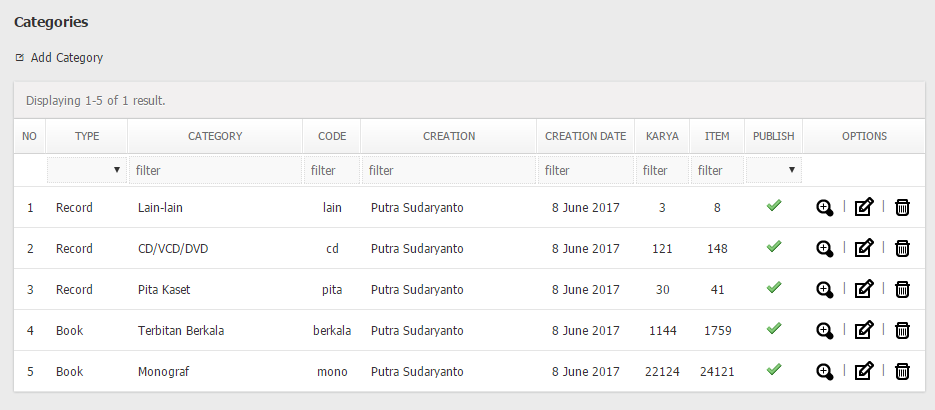 Categories
Add Category
Displaying 1-5 of 1 result.
NO TYPE CATEGORY CODE CREATION CREATION DATE KARYA ITEM PUBLISH OPTIONS
filter filter filter filter filter filter
1 Record Lain-lain lain Putra Sudaryanto 8 June 2017 3 8 | |
2 Record CD/VCD/DVD cd Putra Sudaryanto 8 June 2017 121 148 | |
3 Record Pita Kaset pita Putra Sudaryanto 8 June 2017 30 41 | |
4 Book Terbitan Berkala berkala Putra Sudaryanto 8 June 2017 1144 1759 | |
5 Book Monograf mono Putra Sudaryanto 8 June 2017 22124 24121 | |